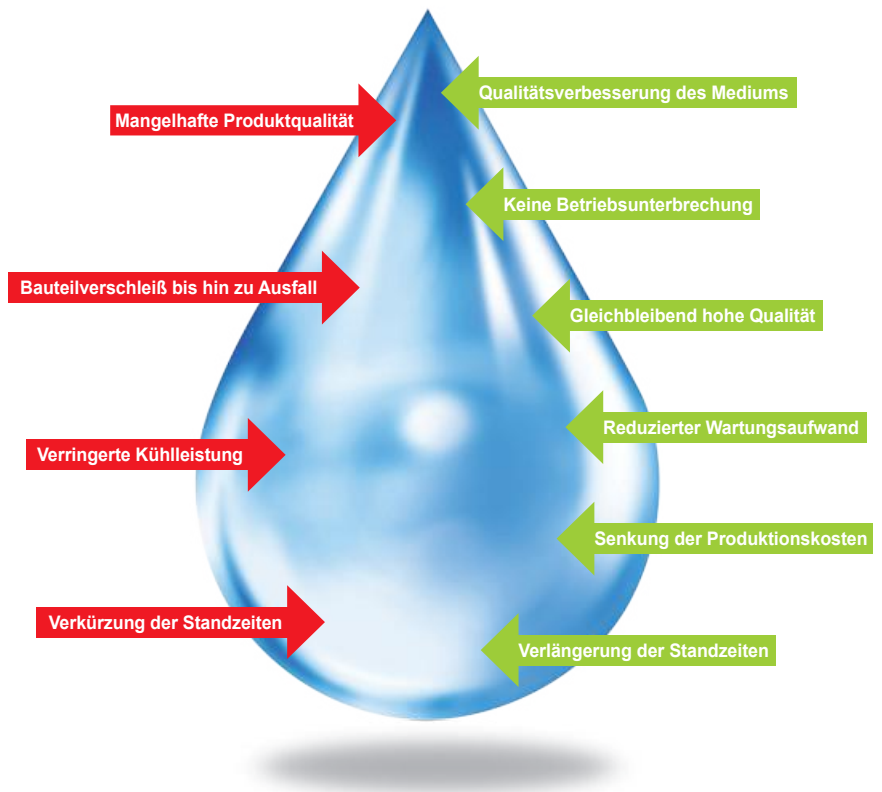 Qualitätsverbesserung des Mediums
Mangelhafte Produktqualität
Keine Betriebsunterbrechung
Bauteilverschleiß bis hin zu Ausfall
Gleichbleibend hohe Qualität
Reduzierter Wartungsaufwand
Verringerte Kühlleistung
Senkung der Produktionskosten
Verkürzung der Standzeiten
Verlängerung der Standzeiten